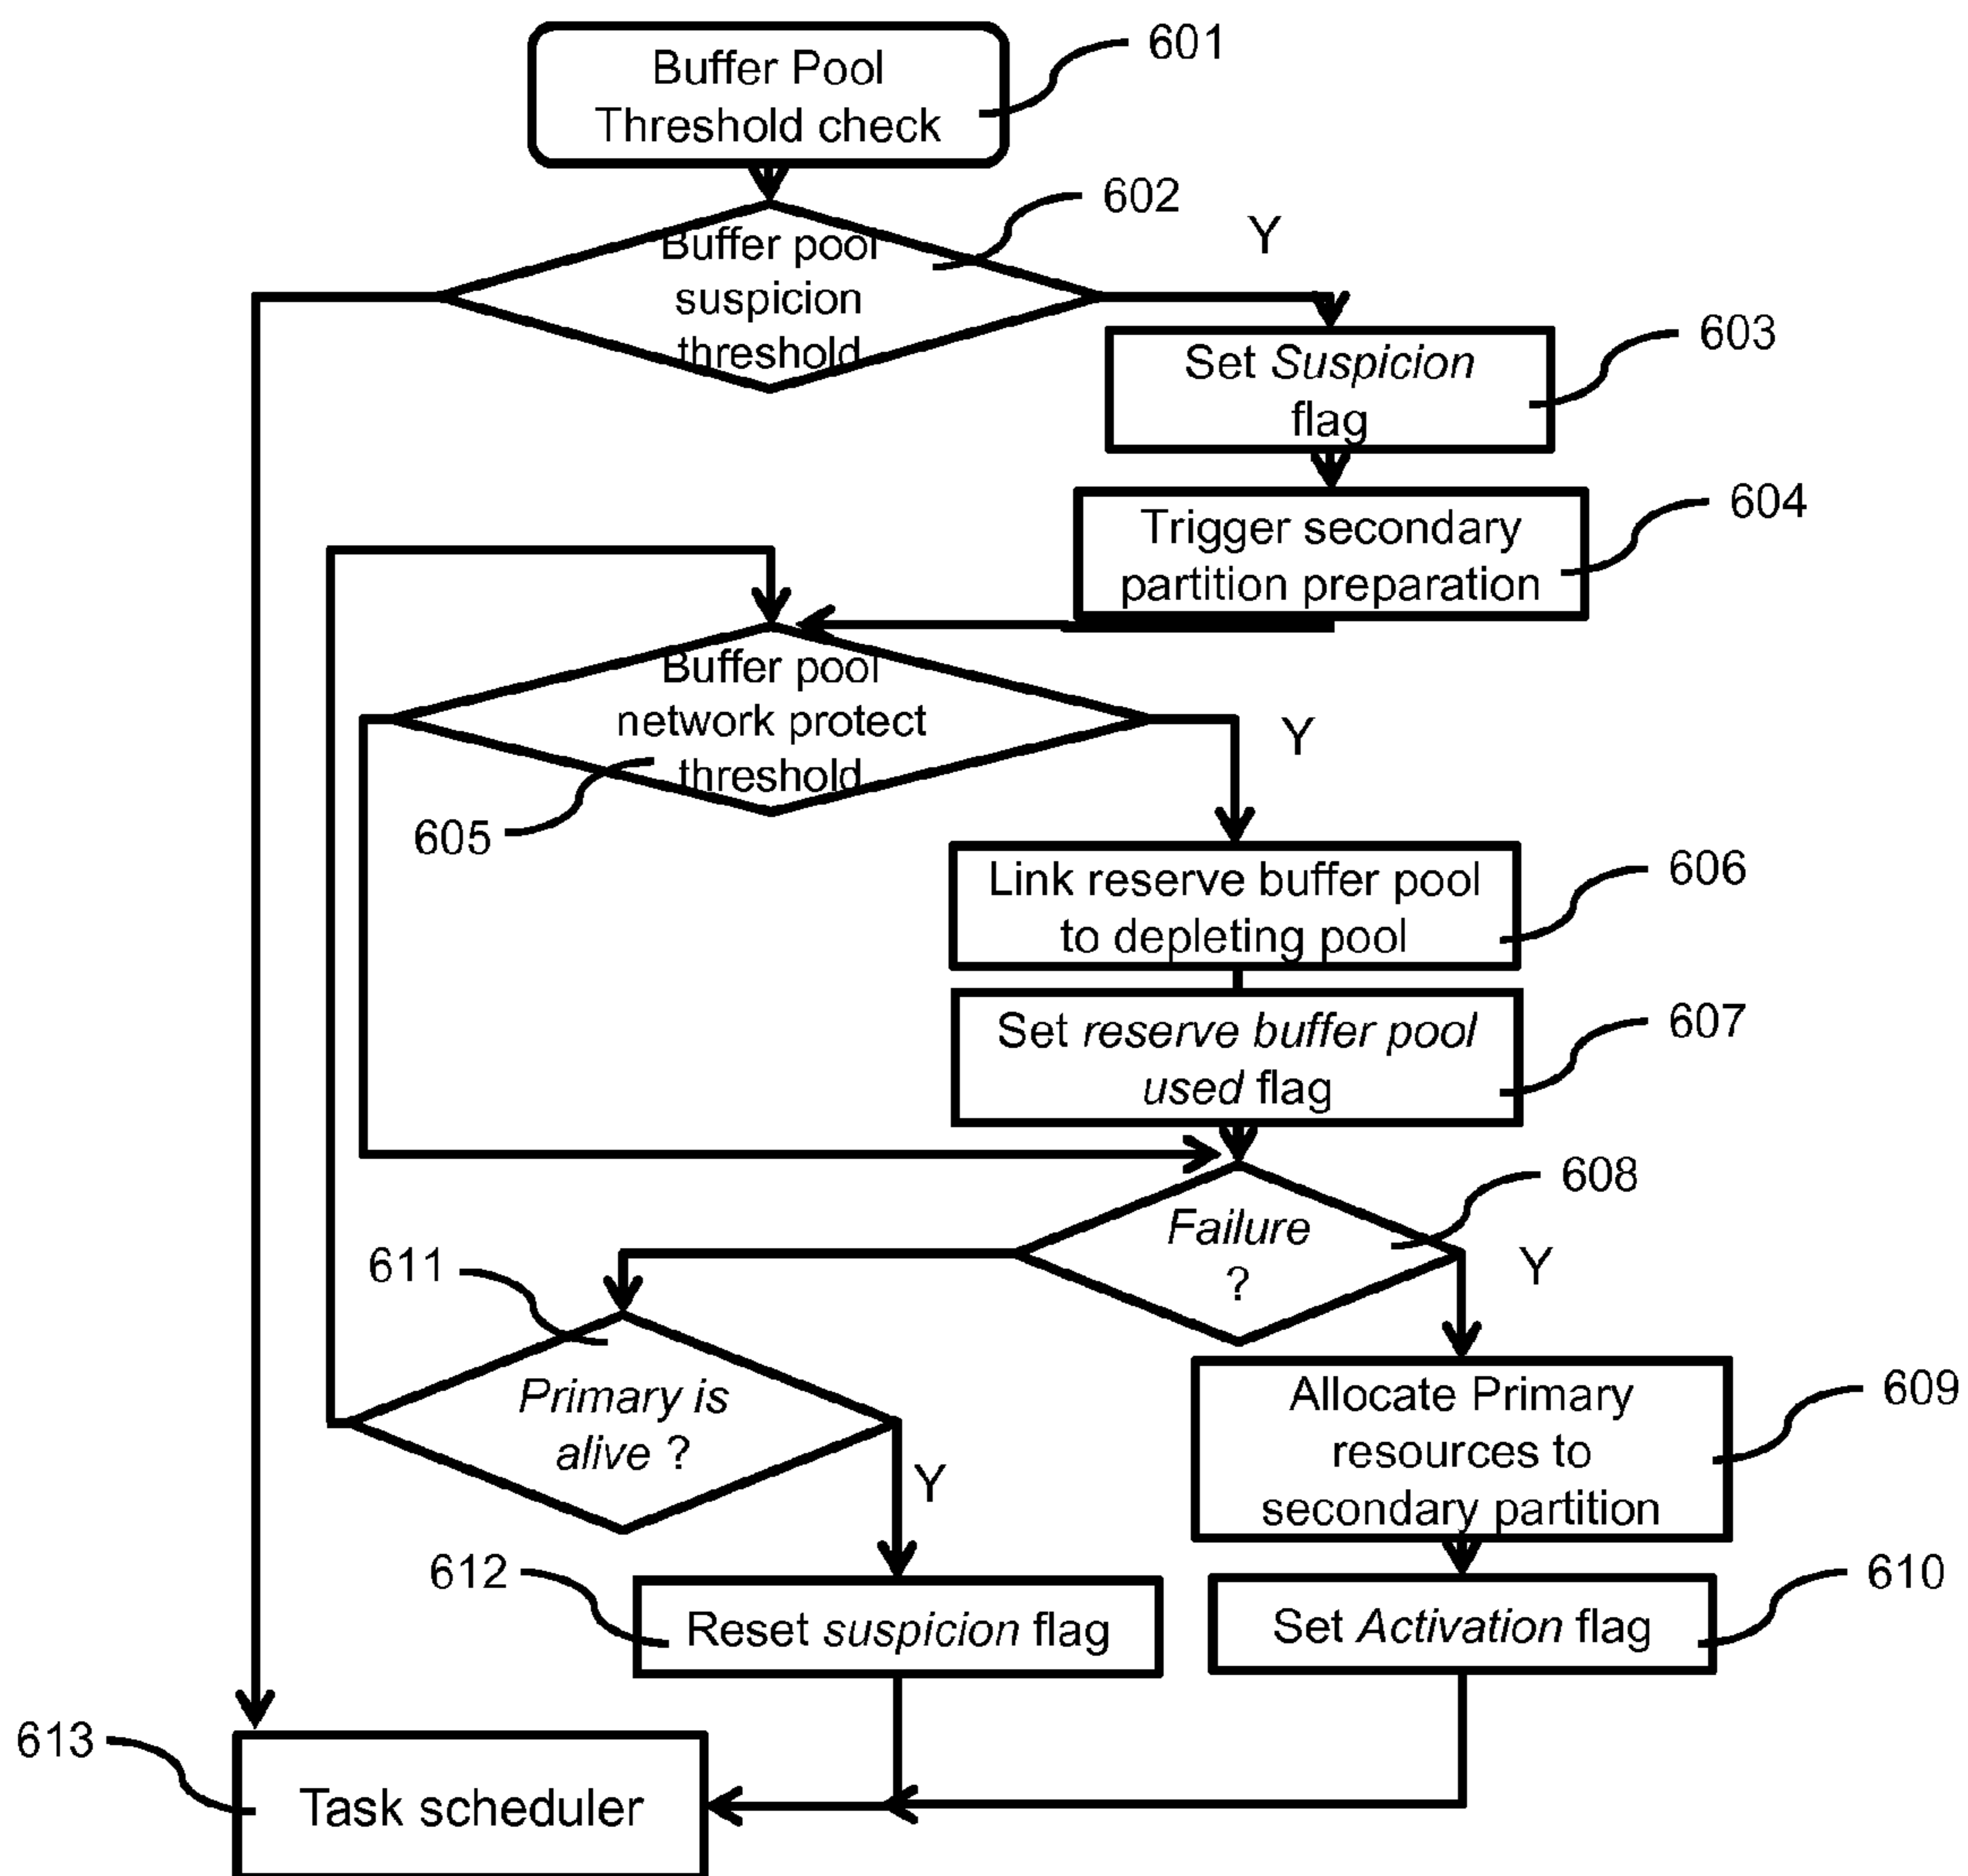 Buffer Pool
Threshold check
601
602
Buffer pool
suspicion
threshold
Y
Set Suspicion
flag
603
Trigger secondary
partition preparation
604
Buffer pool
network protect
threshold
605
Y
Link reserve buffer pool
to depleting pool
606
Set reserve buffer pool
used flag
607
608
Failure
?
Y
611
Primary is
alive ?
Y
Allocate Primary
resources to
secondary partition
609
612
Reset suspicion flag
Set Activation flag
610
613
Task scheduler